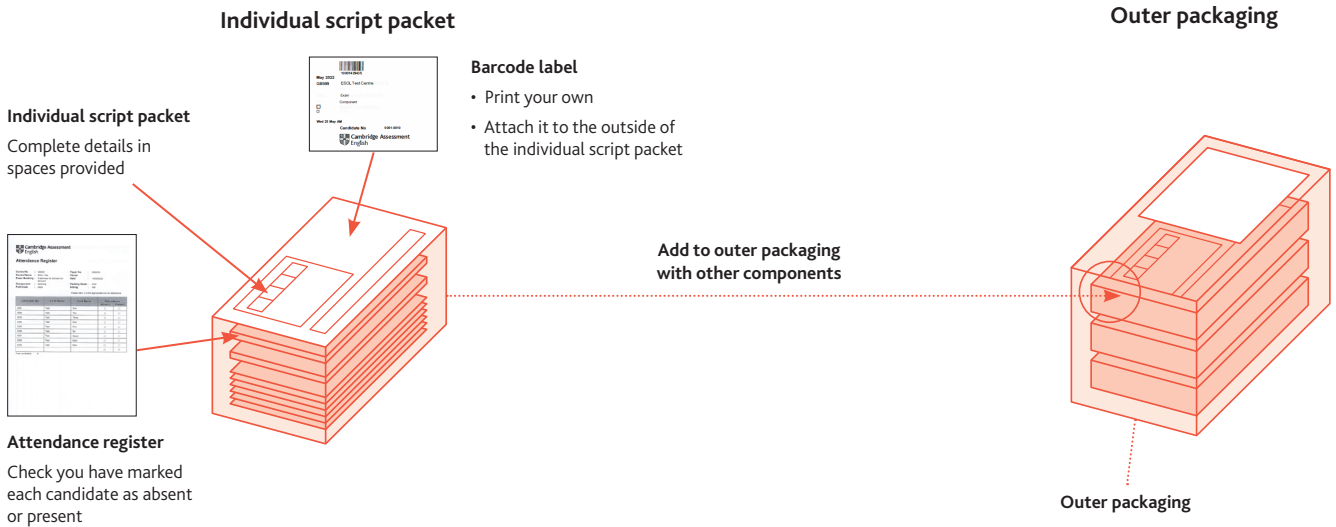 Individual script packet
Outer packaging
May 2022
ESOL Test Centre
Exam
Component
Wed 25 May AM
Candidate No
Cambridge Assessment
English
Barcode label
• Print your own
• Attach it to the outside of
the individual script packet
Individual script packet
Complete details in
spaces provided
Cambridge Assessment
English
Attendance Register
Add to outer packaging
with other components
Attendance register
Check you have marked
each candidate as absent
or present
Outer packaging